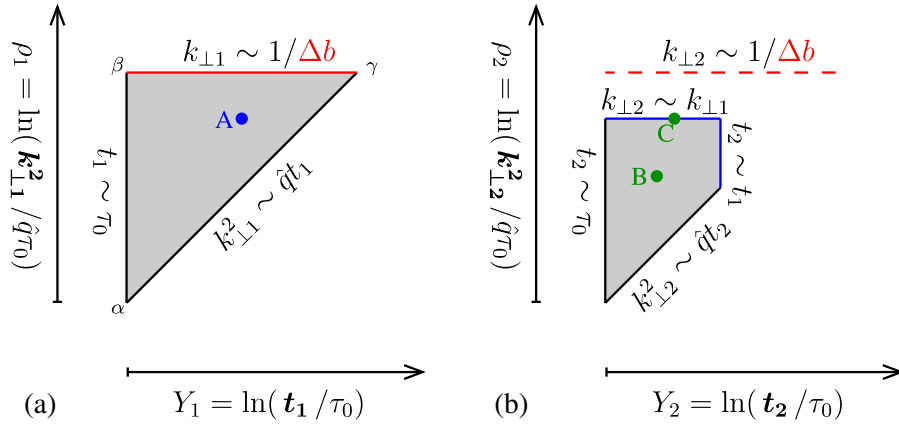 ρ₁ = ln(k²⊥1/q̂τ₀)
k⊥1 ∼ 1/Δb
β
γ
A
t₁ ∼ τ₀
k²⊥1 ∼ q̂t₁
α
Y₁ = ln(t₁/τ₀)
(a)
ρ₂ = ln(k²⊥2/q̂τ₀)
k⊥2 ∼ 1/Δb
k⊥2 ∼ k⊥1
C
B
t₂ ∼ τ₀
t₂ ∼ t₁
k²⊥2 ∼ q̂t₂
Y₂ = ln(t₂/τ₀)
(b)